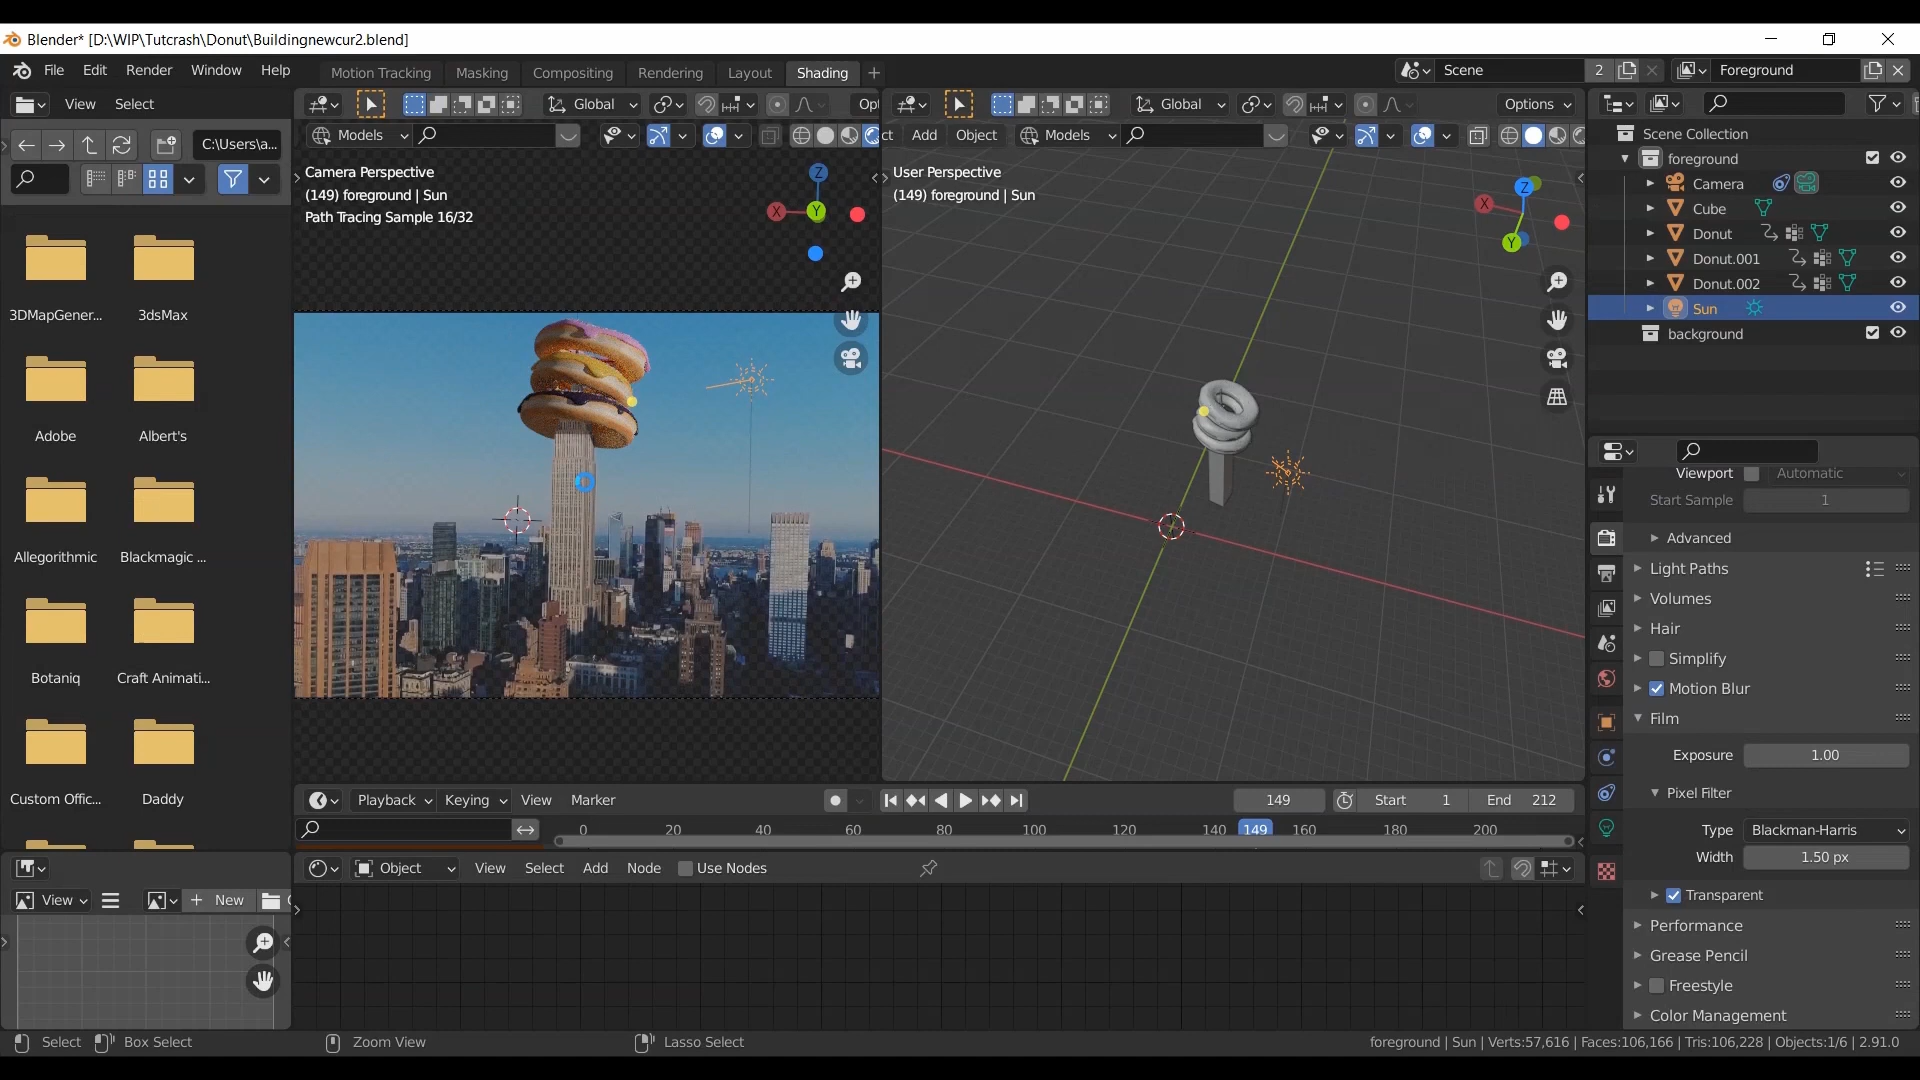 Blender* [D:\WIP\Tutcrash\Donut\Buildingnewcur2.blend]
File Edit Render Window Help
Motion Tracking Masking Compositing Rendering Layout Shading +
Scene 2 Foreground
View Select
Global Opt
Global Options
C:\Users\a...
Models
ct Add Object Models
Camera Perspective
(149) foreground | Sun
Path Tracing Sample 16/32
X Y Z
User Perspective
(149) foreground | Sun
X Y Z
Scene Collection
foreground
Camera
Cube
Donut
Donut.001
Donut.002
Sun
background
3DMapGener... 3dsMax
Adobe Albert's
Allegorithmic Blackmagic ...
Botaniq Craft Animati...
Custom Offic... Daddy
Viewport Automatic
Start Sample 1
Advanced
Light Paths
Volumes
Hair
Simplify
Motion Blur
Film
Exposure 1.00
Pixel Filter
Type Blackman-Harris
Width 1.50 px
Transparent
Performance
Grease Pencil
Freestyle
Color Management
Playback Keying View Marker
149 Start 1 End 212
0 20 40 60 80 100 120 140 149 160 180 200
Object View Select Add Node Use Nodes
View + New
Select Box Select Zoom View Lasso Select
foreground | Sun | Verts:57,616 | Faces:106,166 | Tris:106,228 | Objects:1/6 | 2.91.0